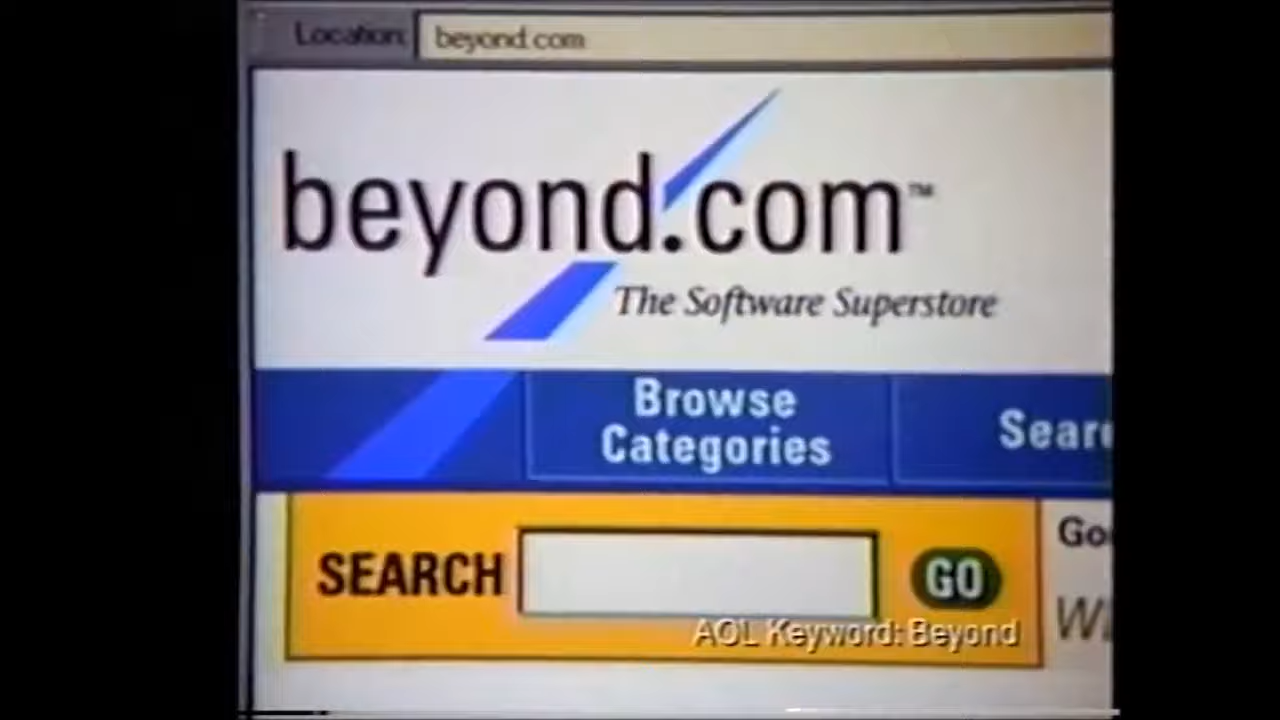 Location: beyond.com
beyond.com™
The Software Superstore
Browse
Categories
SEARCH
GO
AOL Keyword: Beyond